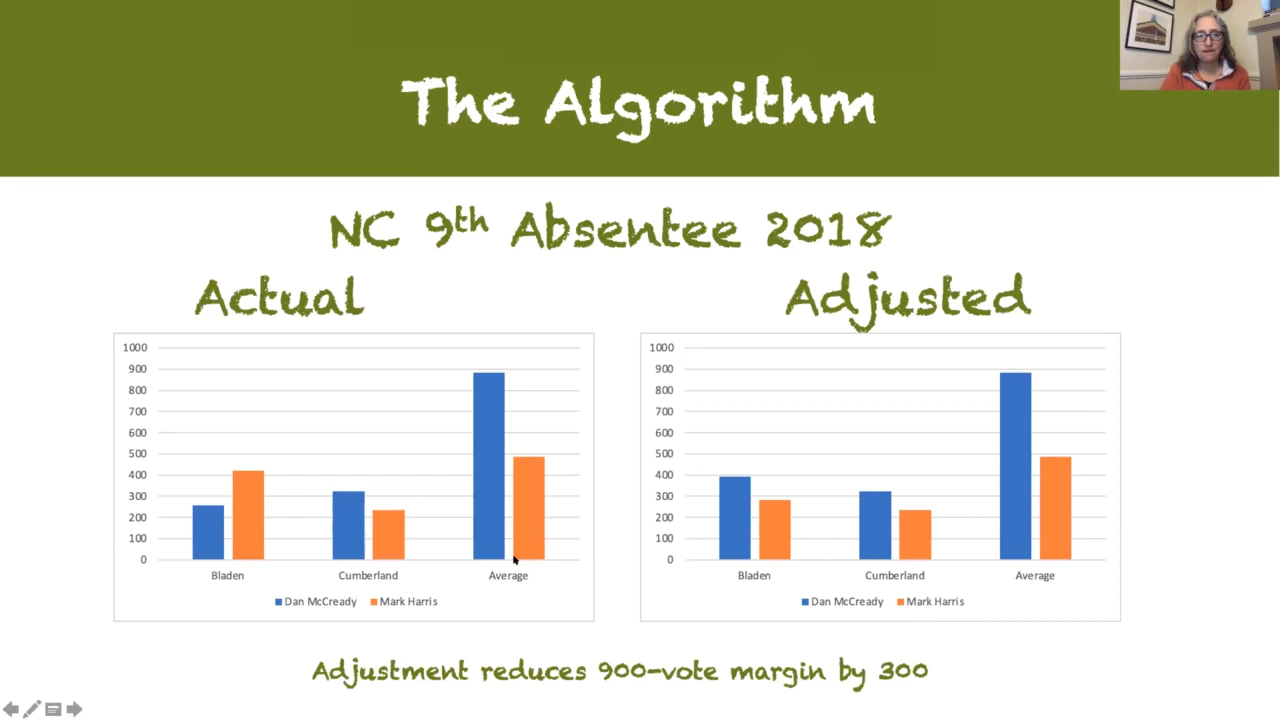 The Algorithm
NC 9th Absentee 2018
Actual
Adjusted
1000
900
800
700
600
500
400
300
200
100
0
Bladen
Cumberland
Average
Dan McCready
Mark Harris
1000
900
800
700
600
500
400
300
200
100
0
Bladen
Cumberland
Average
Dan McCready
Mark Harris
Adjustment reduces 900-vote margin by 300